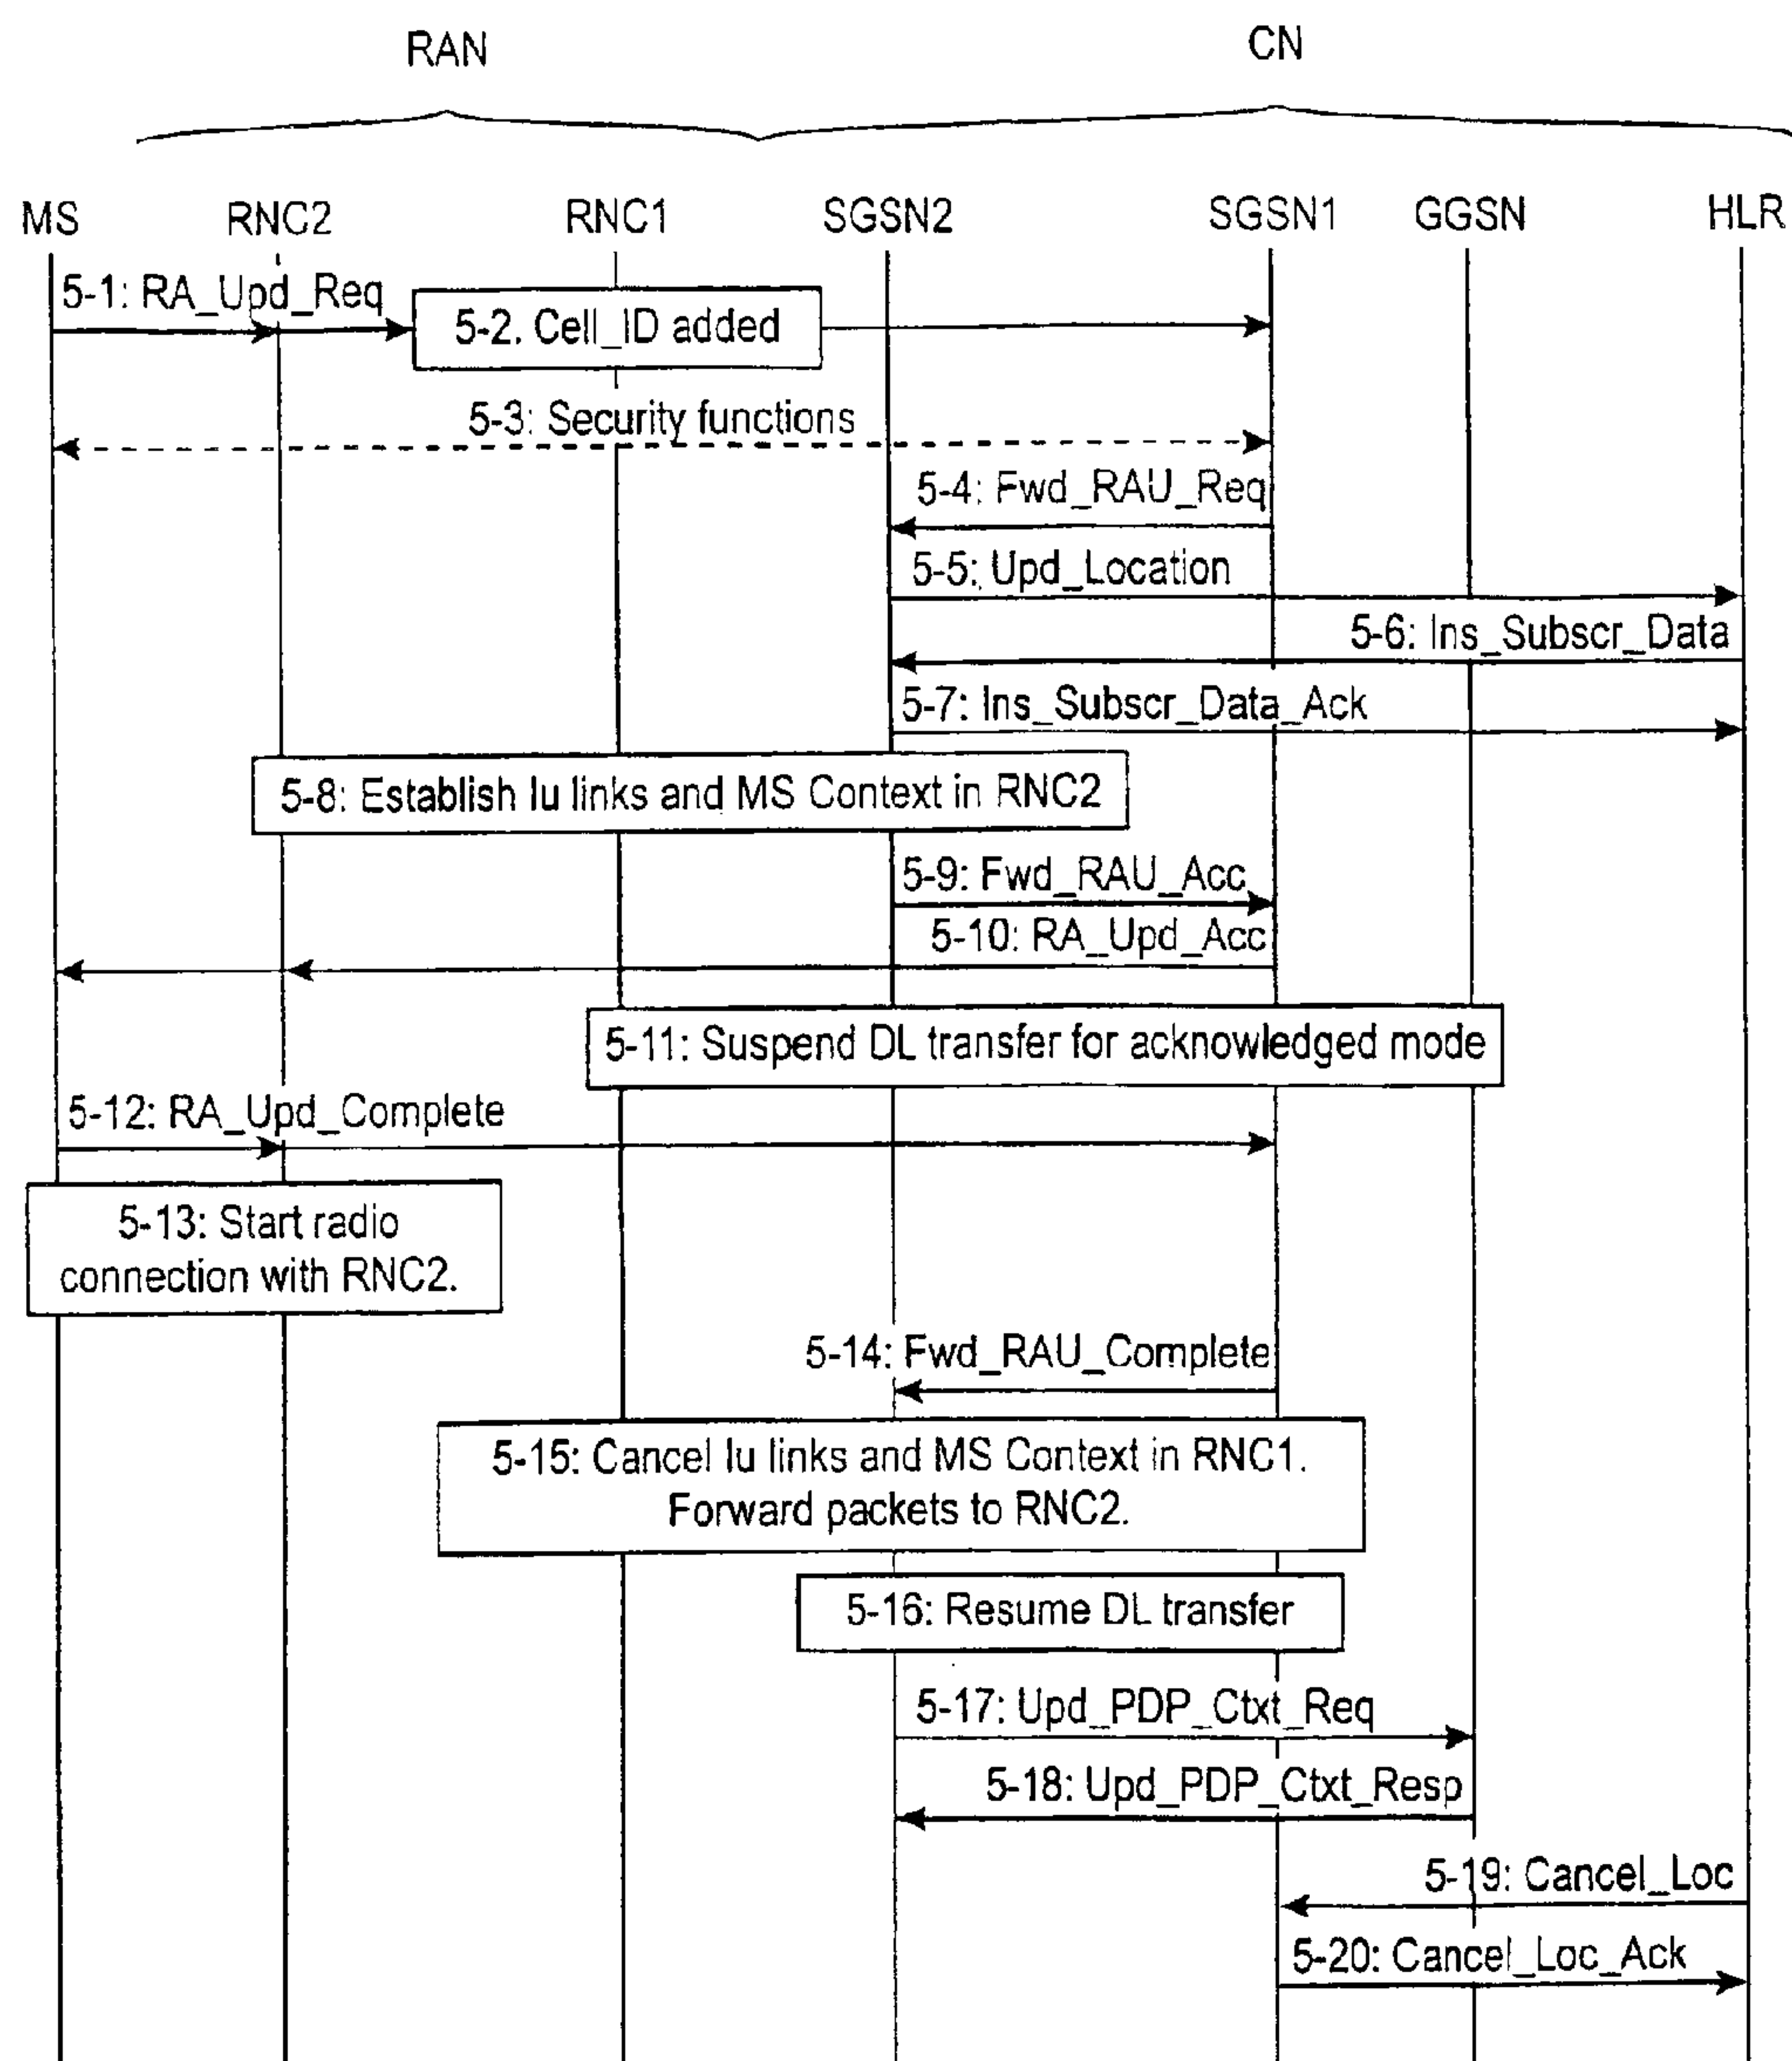 RAN CN
MS RNC2 RNC1 SGSN2 SGSN1 GGSN HLR
5-1: RA_Upd_Req
5-2. Cell_ID added
5-3: Security functions
5-4: Fwd_RAU_Req
5-5: Upd_Location
5-6: Ins_Subscr_Data
5-7: Ins_Subscr_Data_Ack
5-8: Establish Iu links and MS Context in RNC2
5-9: Fwd_RAU_Acc
5-10: RA_Upd_Acc
5-11: Suspend DL transfer for acknowledged mode
5-12: RA_Upd_Complete
5-13: Start radio
connection with RNC2.
5-14: Fwd_RAU_Complete
5-15: Cancel Iu links and MS Context in RNC1.
Forward packets to RNC2.
5-16: Resume DL transfer
5-17: Upd_PDP_Ctxt_Req
5-18: Upd_PDP_Ctxt_Resp
5-19: Cancel_Loc
5-20: Cancel_Loc_Ack